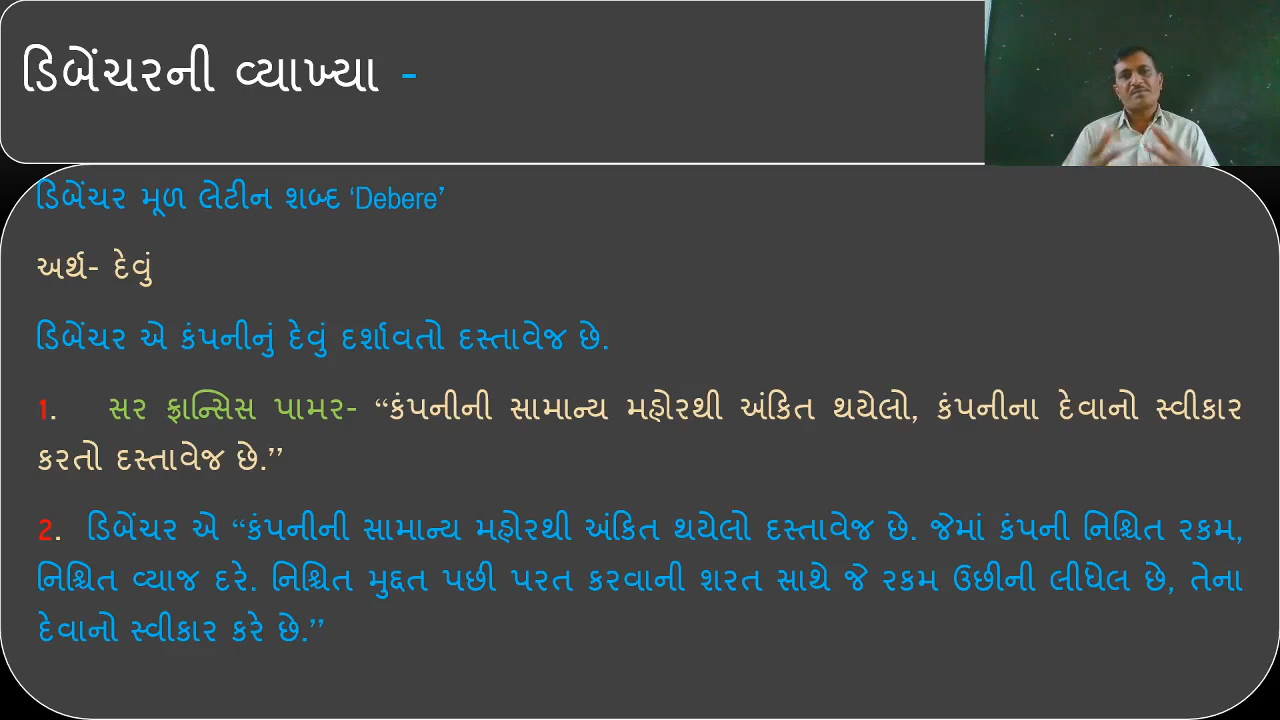 ડિબેંચરની વ્યાખ્યા -
ડિબેંચર મૂળ લેટીન શબ્દ ‘Debere’
અર્થ- દેવું
ડિબેંચર એ કંપનીનું દેવું દર્શાવતો દસ્તાવેજ છે.
1. સર ફ્રાન્સિસ પામર- “કંપનીની સામાન્ય મહોરથી અંકિત થયેલો, કંપનીના દેવાનો સ્વીકાર
કરતો દસ્તાવેજ છે.’’
2. ડિબેંચર એ “કંપનીની સામાન્ય મહોરથી અંકિત થયેલો દસ્તાવેજ છે. જેમાં કંપની નિશ્ચિત રકમ,
નિશ્ચિત વ્યાજ દરે. નિશ્ચિત મુદ્દત પછી પરત કરવાની શરત સાથે જે રકમ ઉછીની લીધેલ છે, તેના
દેવાનો સ્વીકાર કરે છે.’’